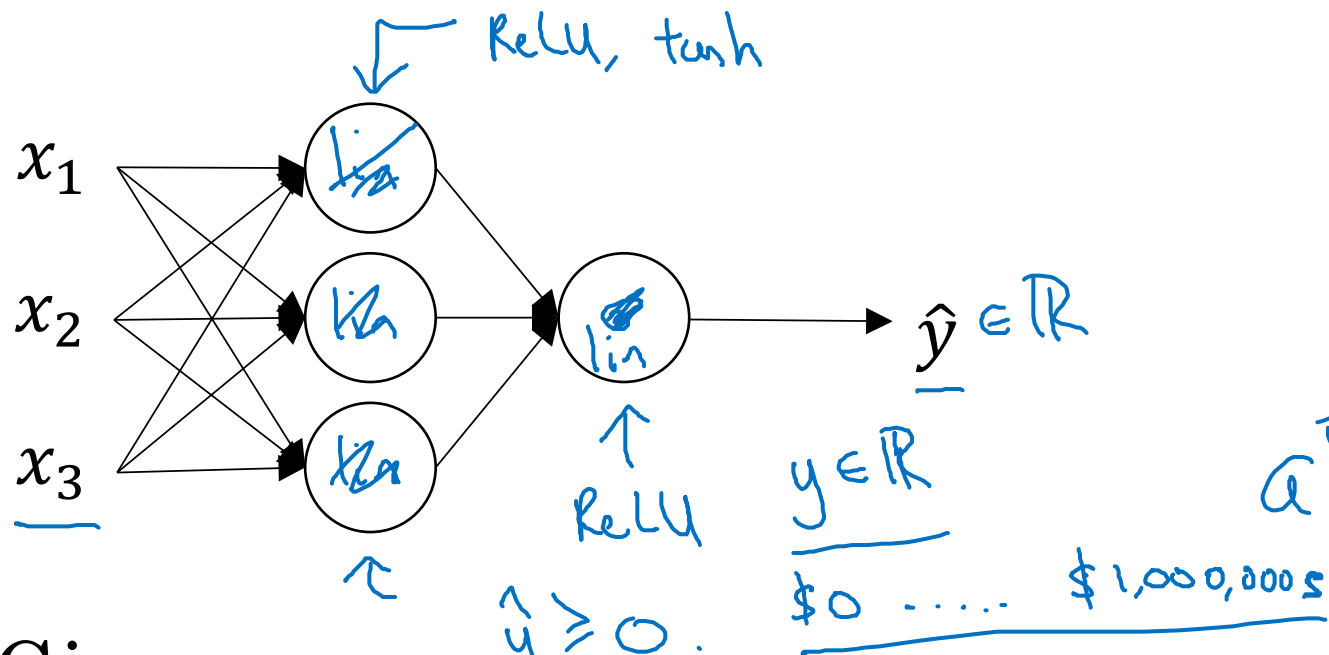 ReLU, tanh
x₁
x₂
x₃
lin
ŷ ∈ ℝ
ReLU
y ∈ ℝ
a
$0 ..... $1,000,000s
ŷ ≥ 0.